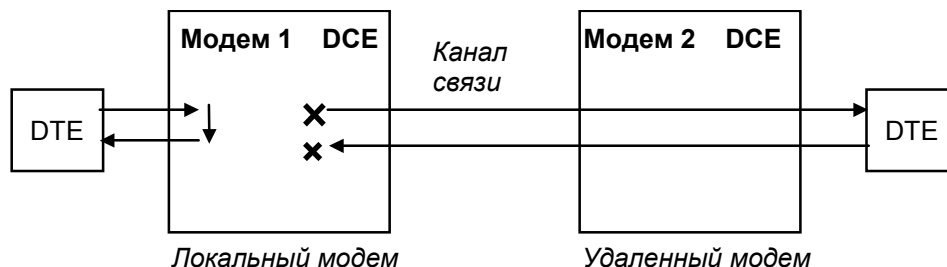 Модем 1 DCE
Модем 2 DCE
Канал
связи
DTE
DTE
Локальный модем
Удаленный модем